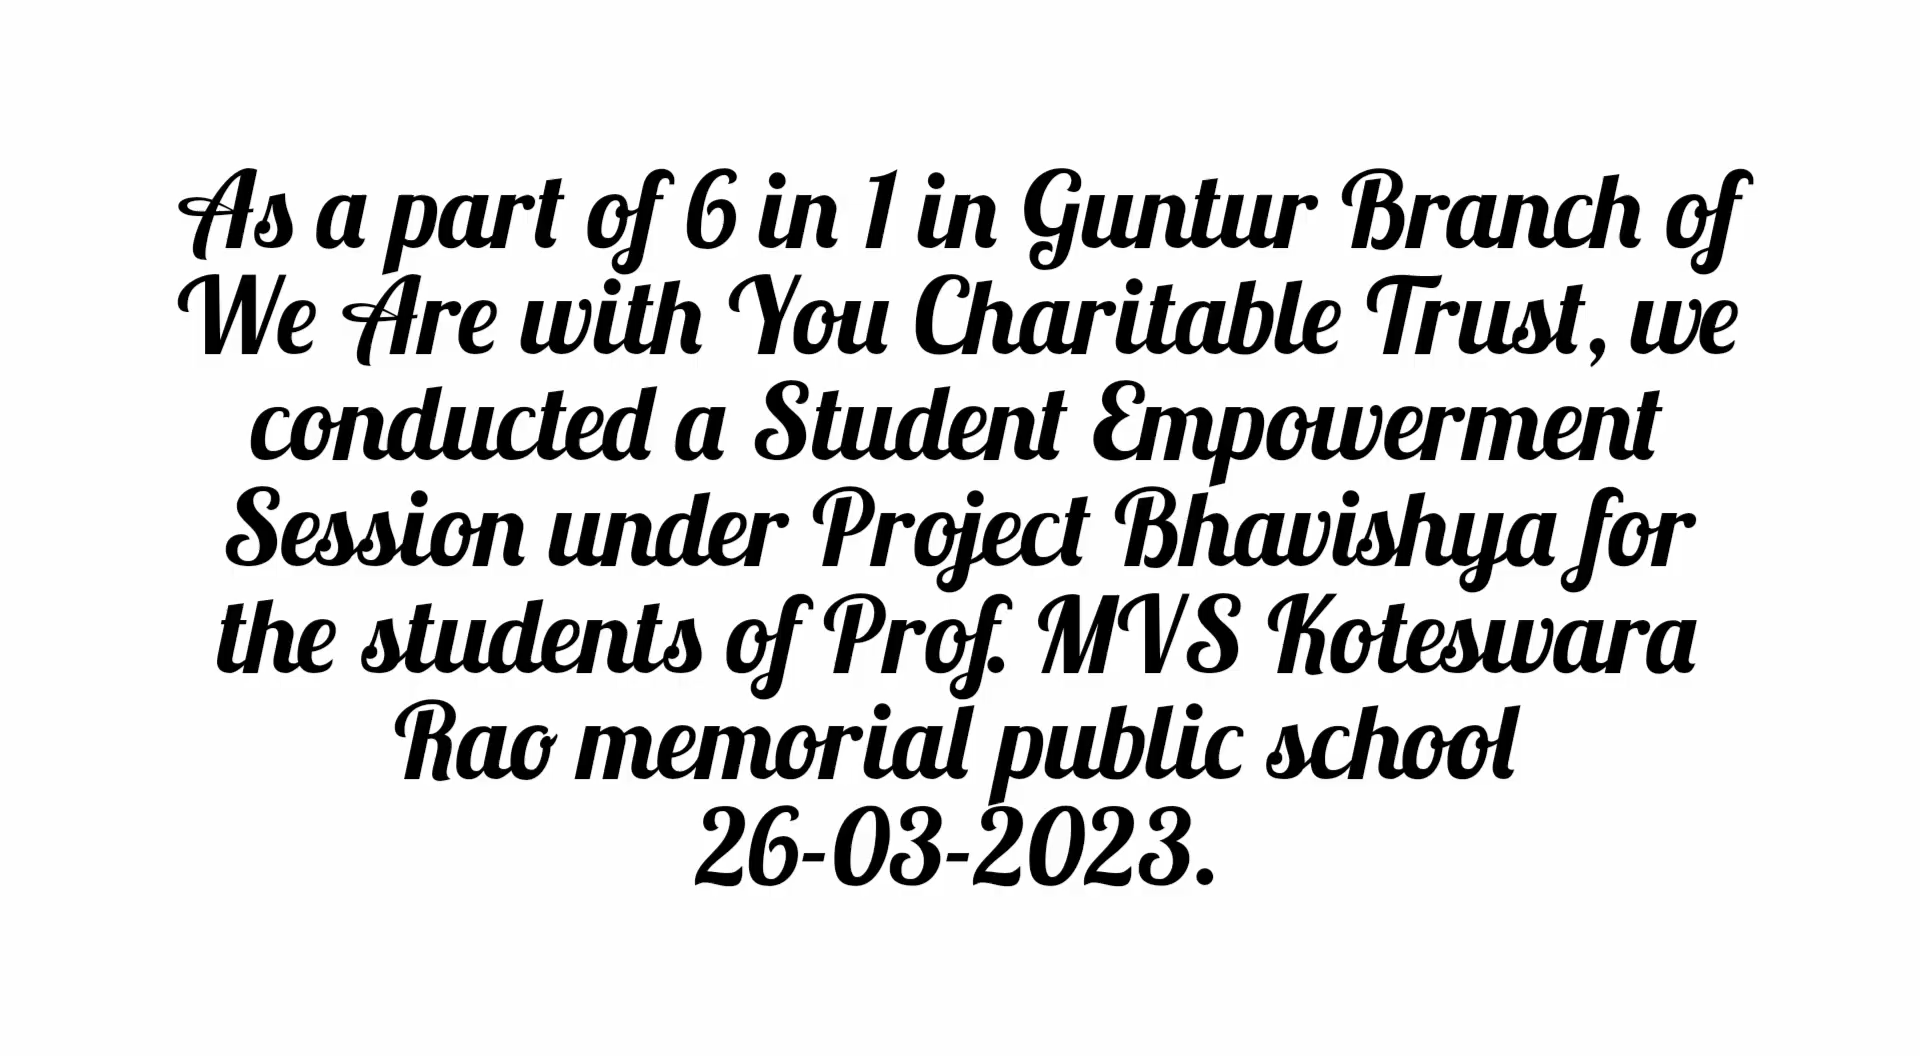 As a part of 6 in 1 in Guntur Branch of
We Are with You Charitable Trust, we
conducted a Student Empowerment
Session under Project Bhavishya for
the students of Prof. MVS Koteswara
Rao memorial public school
26-03-2023.